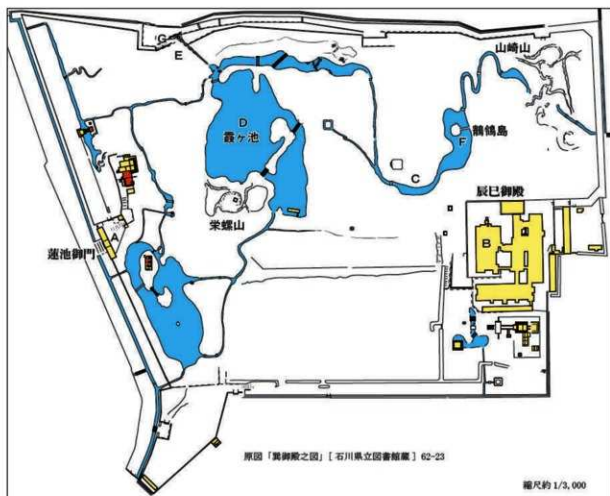 G
E
山崎山
D
霞ヶ池
F
鶺鴒島
C
栄螺山
辰巳御殿
B
A
蓮池御門
原図「巽御殿之図」[石川県立図書館蔵] 62-23
縮尺約 1/3,000